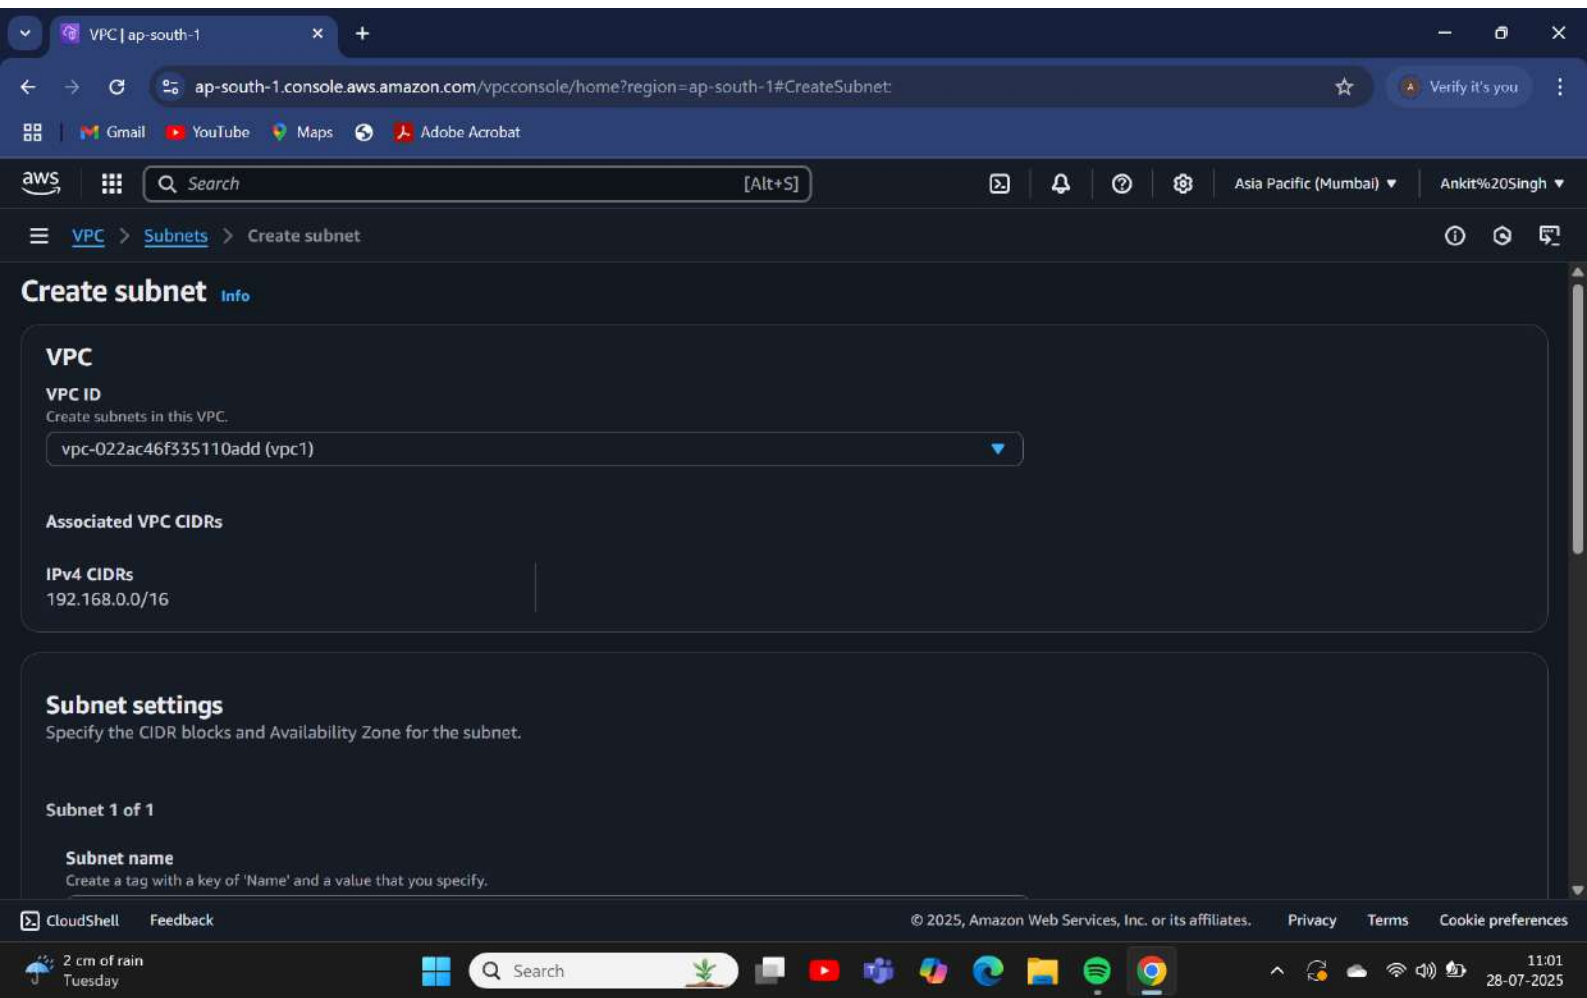 VPC | ap-south-1
ap-south-1.console.aws.amazon.com/vpcconsole/home?region=ap-south-1#CreateSubnet:
A Verify it's you
Gmail YouTube Maps Adobe Acrobat
aws Search [Alt+S] Asia Pacific (Mumbai) Ankit%20Singh
VPC > Subnets > Create subnet
Create subnet Info
VPC
VPC ID
Create subnets in this VPC.
vpc-022ac46f335110add (vpc1)
Associated VPC CIDRs
IPv4 CIDRs
192.168.0.0/16
Subnet settings
Specify the CIDR blocks and Availability Zone for the subnet.
Subnet 1 of 1
Subnet name
Create a tag with a key of 'Name' and a value that you specify.
CloudShell Feedback © 2025, Amazon Web Services, Inc. or its affiliates. Privacy Terms Cookie preferences
2 cm of rain
Tuesday
Search
11:01
28-07-2025